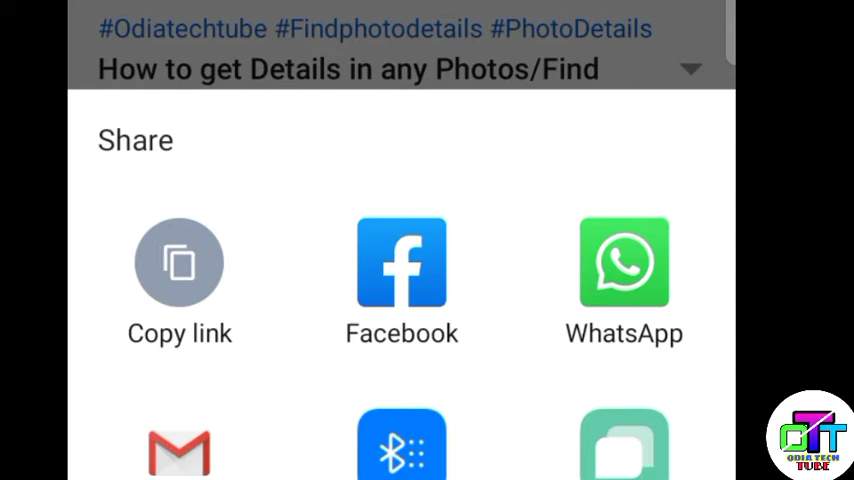 #Odiatechtube #Findphotodetails #PhotoDetails
How to get Details in any Photos/Find
Share
Copy link
Facebook
WhatsApp
OTT
ODIA TECH
TUBE